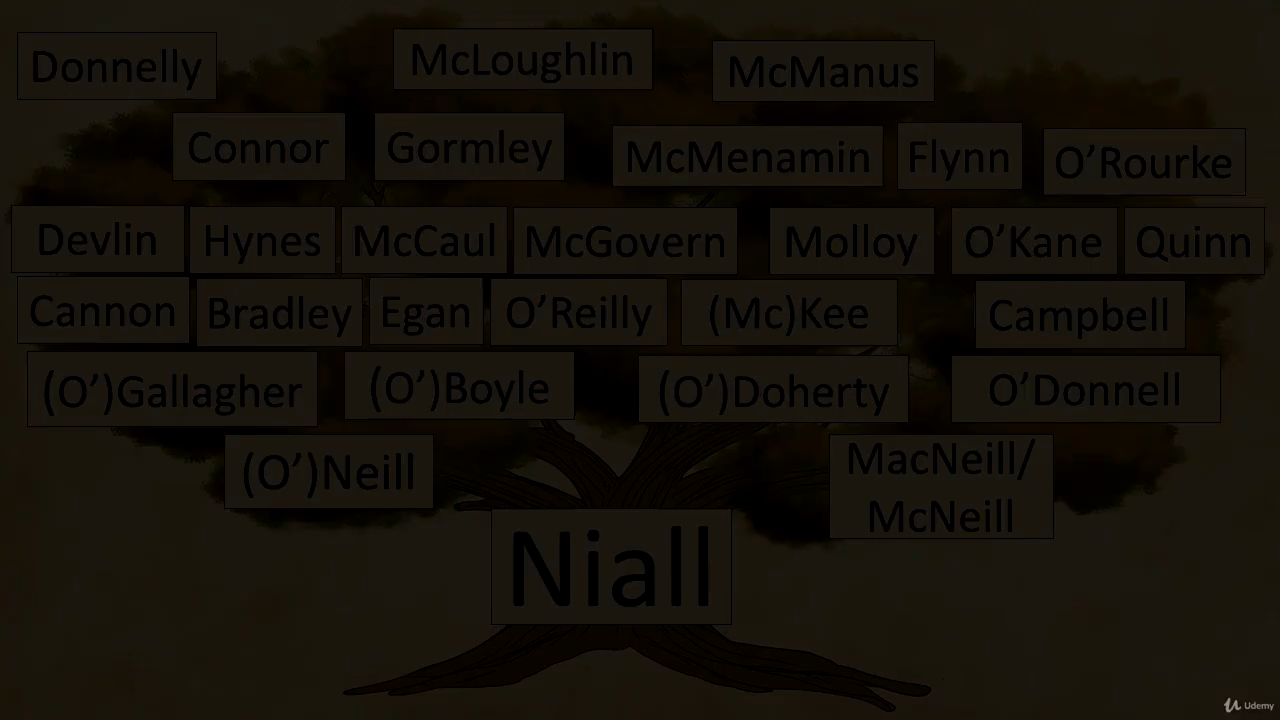 Donnelly
McLoughlin
McManus
Connor
Gormley
McMenamin
Flynn
O’Rourke
Devlin
Hynes
McCaul
McGovern
Molloy
O’Kane
Quinn
Cannon
Bradley
Egan
O’Reilly
(Mc)Kee
Campbell
(O’)Gallagher
(O’)Boyle
(O’)Doherty
O’Donnell
(O’)Neill
MacNeill/
McNeill
Niall
Udemy